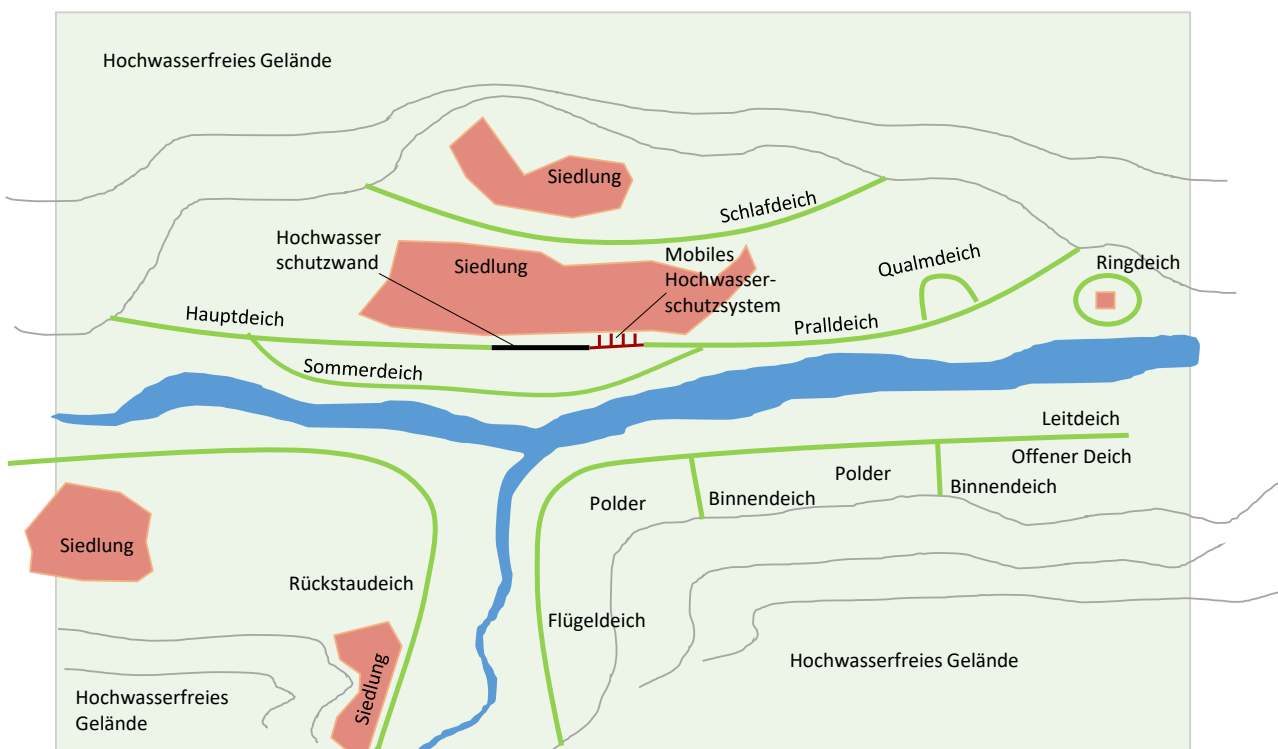 Hochwasserfreies Gelände
Siedlung
Schlafdeich
Hochwasser
schutzwand
Siedlung
Mobiles
Hochwasser-
schutzsystem
Qualmdeich
Ringdeich
Hauptdeich
Pralldeich
Sommerdeich
Leitdeich
Offener Deich
Polder
Binnendeich
Polder
Binnendeich
Siedlung
Rückstaudeich
Flügeldeich
Siedlung
Hochwasserfreies Gelände
Hochwasserfreies
Gelände